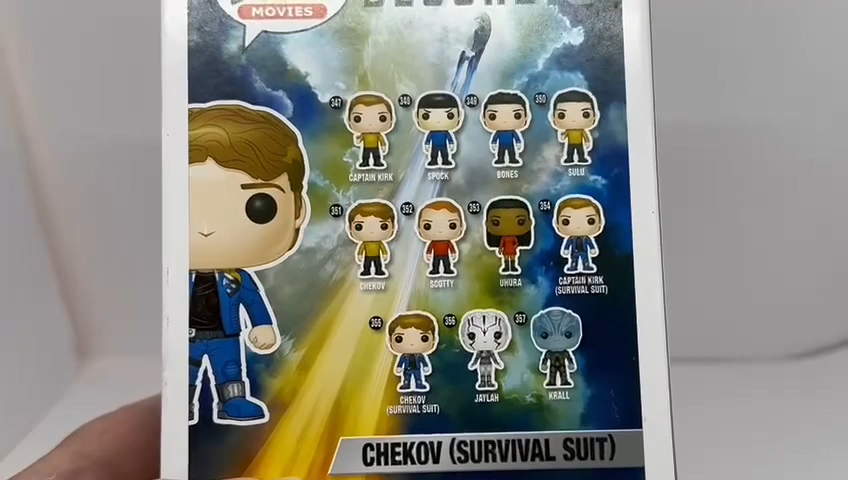 MOVIES
347
348
349
350
CAPTAIN KIRK
SPOCK
BONES
SULU
351
352
353
354
CHEKOV
SCOTTY
UHURA
CAPTAIN KIRK
(SURVIVAL SUIT)
355
356
357
CHEKOV
(SURVIVAL SUIT)
JAYLAH
KRALL
CHEKOV (SURVIVAL SUIT)